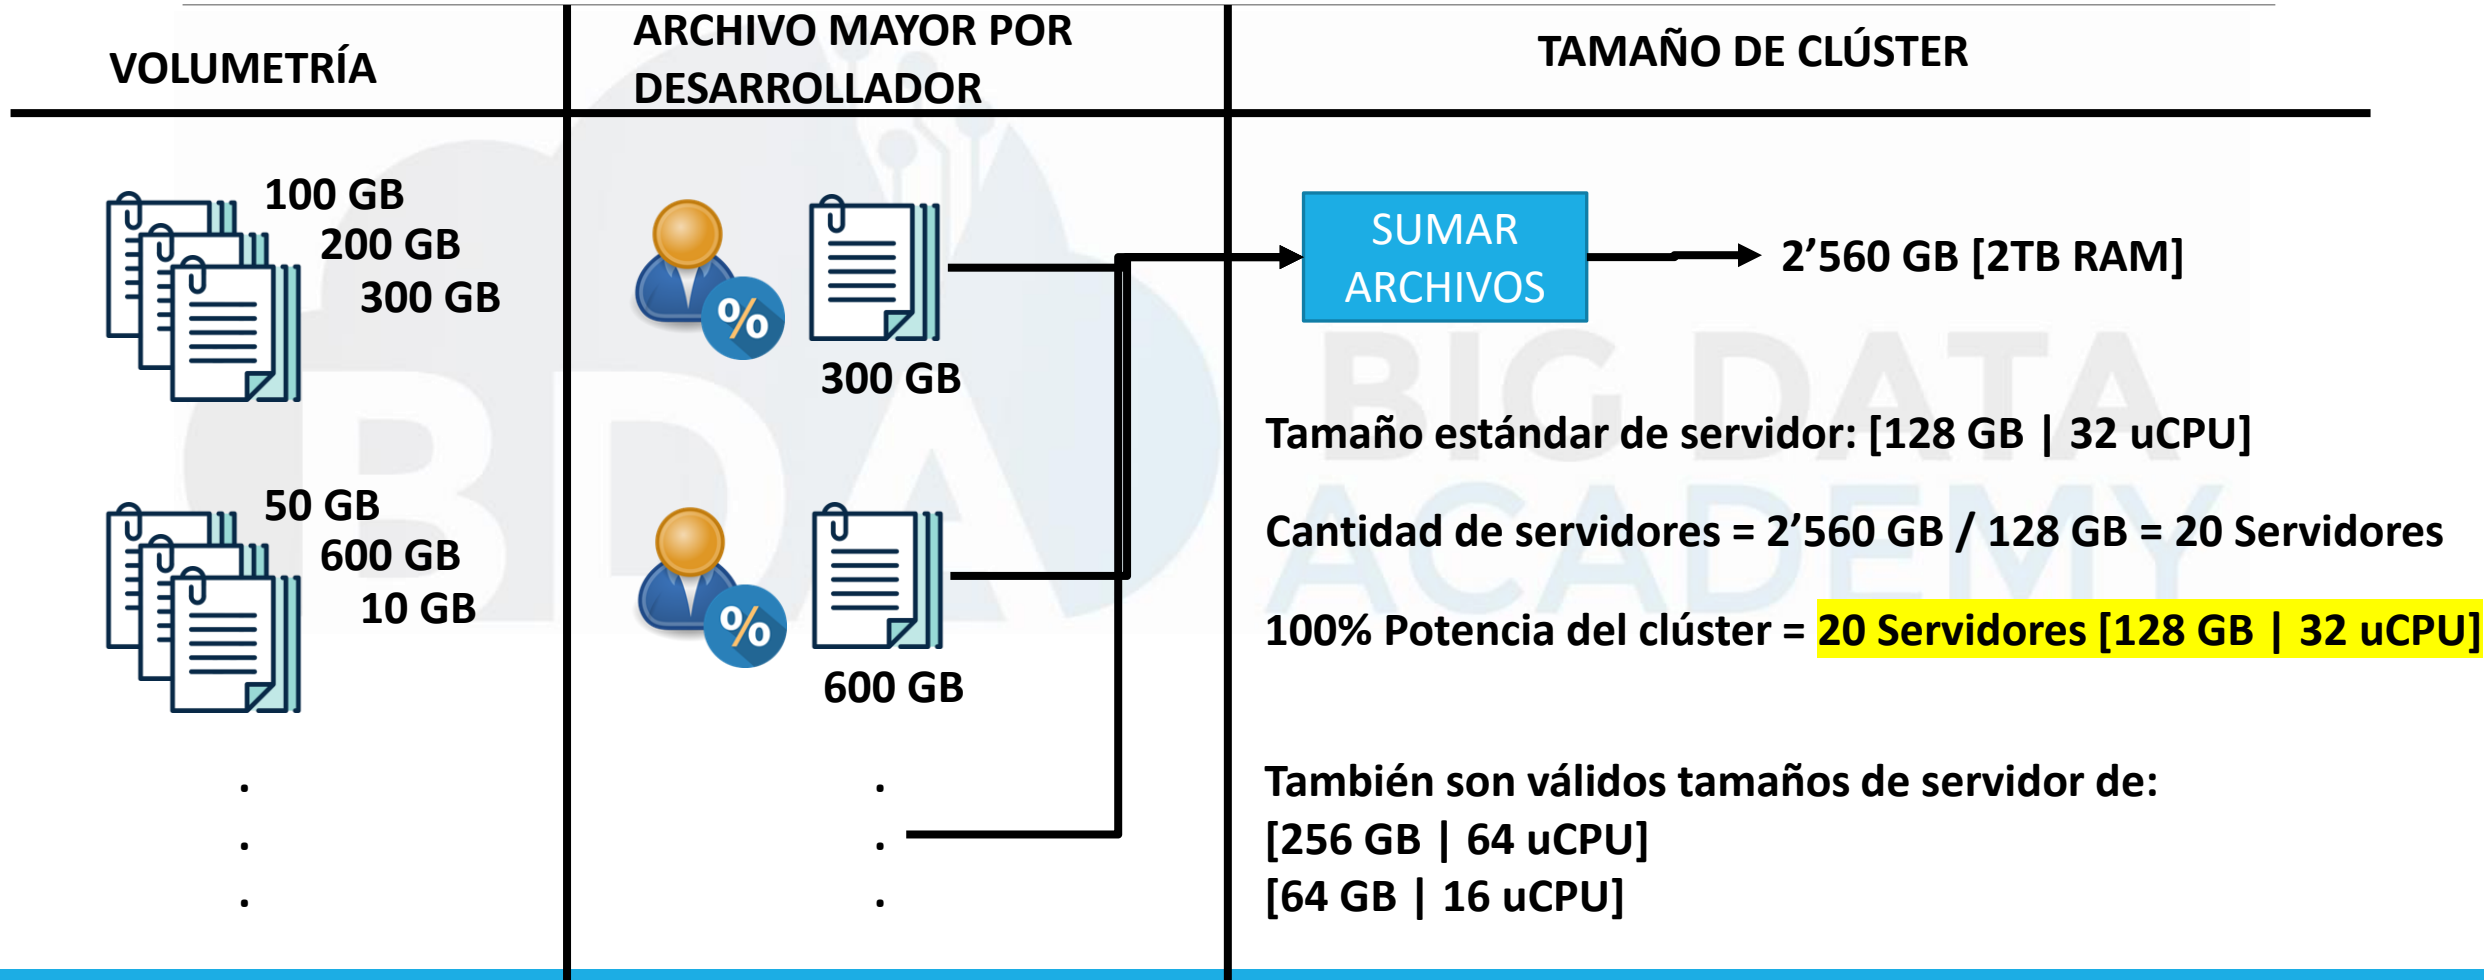 VOLUMETRÍA
ARCHIVO MAYOR POR
DESARROLLADOR
TAMAÑO DE CLÚSTER
100 GB
200 GB
300 GB
%
300 GB
SUMAR
ARCHIVOS
2’560 GB [2TB RAM]
50 GB
600 GB
10 GB
%
600 GB
Tamaño estándar de servidor: [128 GB | 32 uCPU]
Cantidad de servidores = 2’560 GB / 128 GB = 20 Servidores
100% Potencia del clúster = 20 Servidores [128 GB | 32 uCPU]
También son válidos tamaños de servidor de:
[256 GB | 64 uCPU]
[64 GB | 16 uCPU]
.
.
.
.
.
.
BDA
BIG DATA
ACADEMY